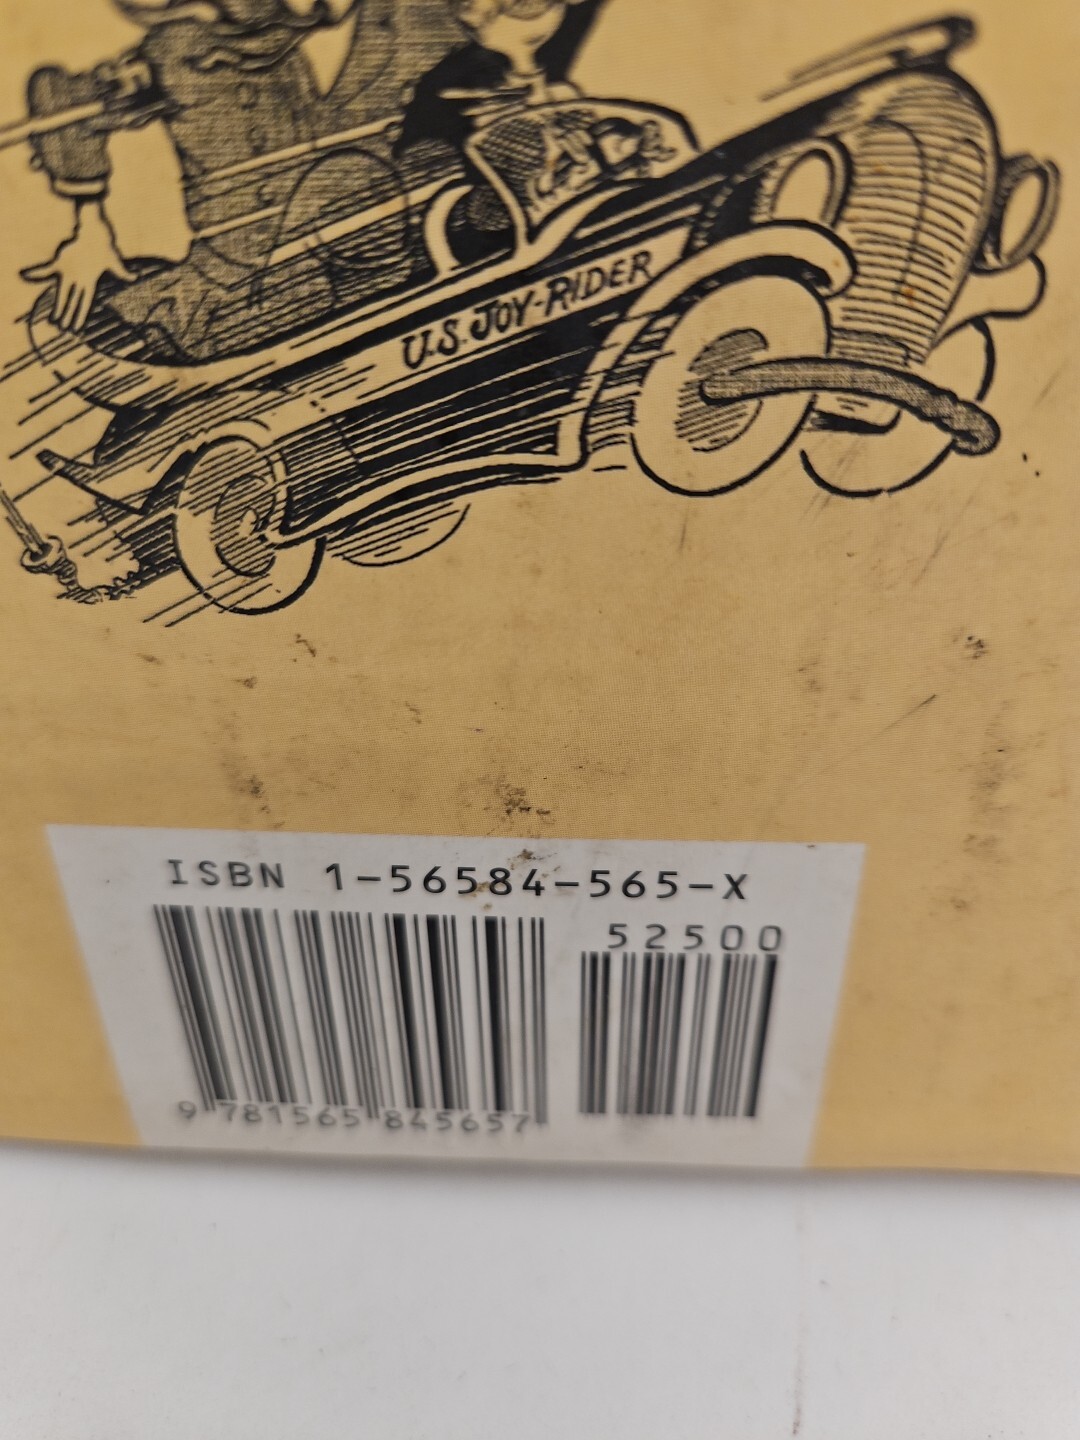 U.S. JOY-RIDER
ISBN 1-56584-565-X
52500
9 781565 845657